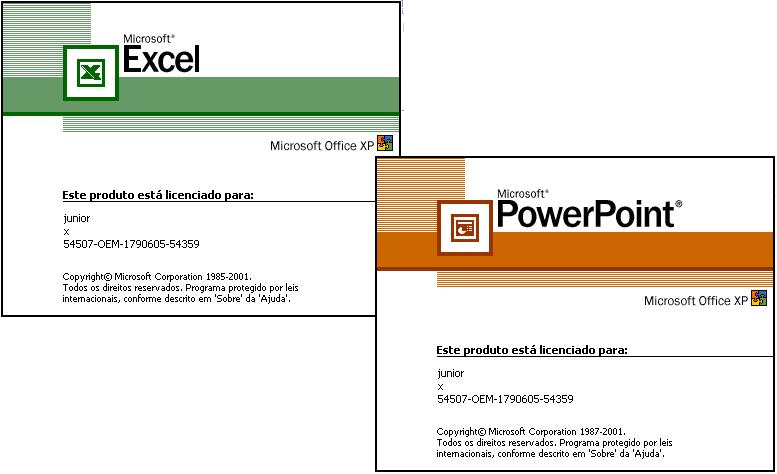 Microsoft®
Excel
Microsoft Office XP
Este produto está licenciado para:
junior
x
54507-OEM-1790605-54359
Copyright© Microsoft Corporation 1985-2001.
Todos os direitos reservados. Programa protegido por leis
internacionais, conforme descrito em 'Sobre' da 'Ajuda'.
Microsoft®
PowerPoint®
Microsoft Office XP
Este produto está licenciado para:
junior
x
54507-OEM-1790605-54359
Copyright© Microsoft Corporation 1987-2001.
Todos os direitos reservados. Programa protegido por leis
internacionais, conforme descrito em 'Sobre' da 'Ajuda'.